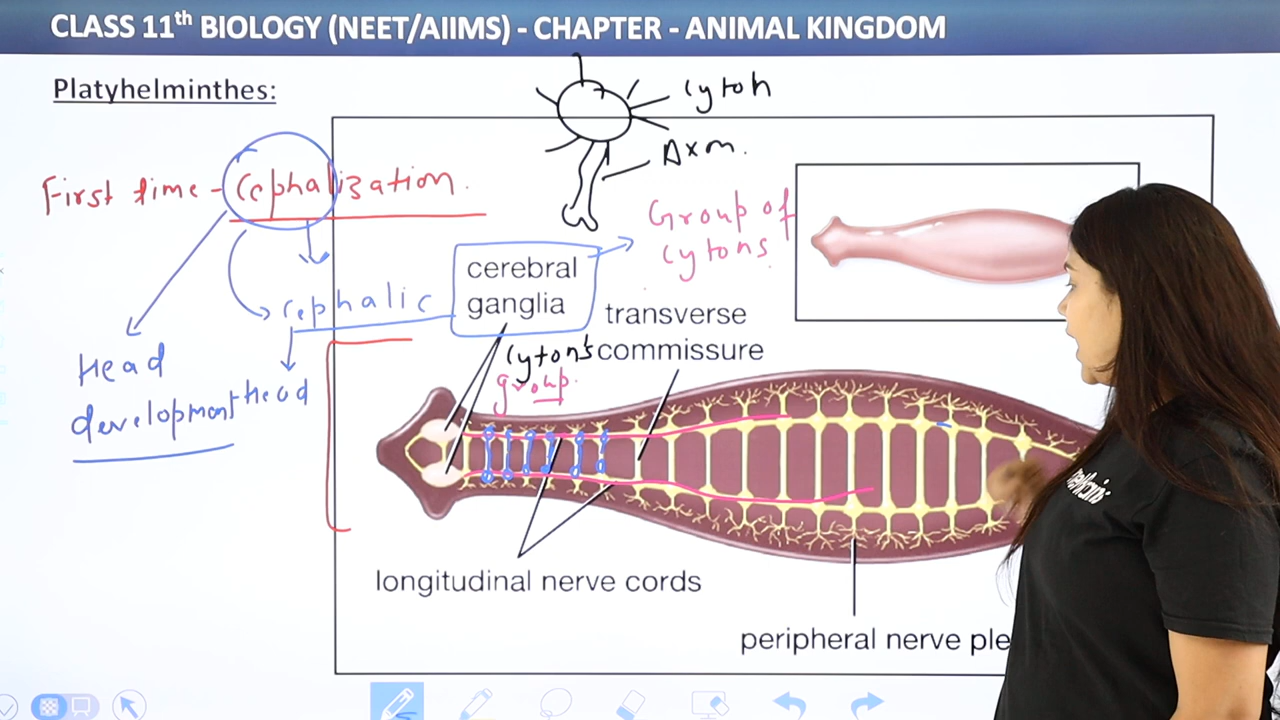 CLASS 11th BIOLOGY (NEET/AIIMS) - CHAPTER - ANIMAL KINGDOM
Platyhelminthes:
Cyton
Axon.
First time - Cephalization.
Group of
Cytons
cerebral
ganglia
Cephalic
transverse
commissure
Cyton's
group.
Head
development
Head
longitudinal nerve cords
peripheral nerve ple